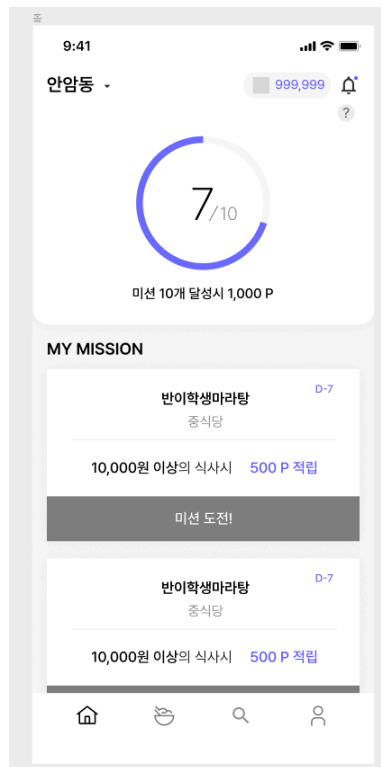 홈
9:41
안암동
999,999
?
7/10
미션 10개 달성시 1,000 P
MY MISSION
D-7
반이학생마라탕
중식당
10,000원 이상의 식사시 500 P 적립
미션 도전!
D-7
반이학생마라탕
중식당
10,000원 이상의 식사시 500 P 적립